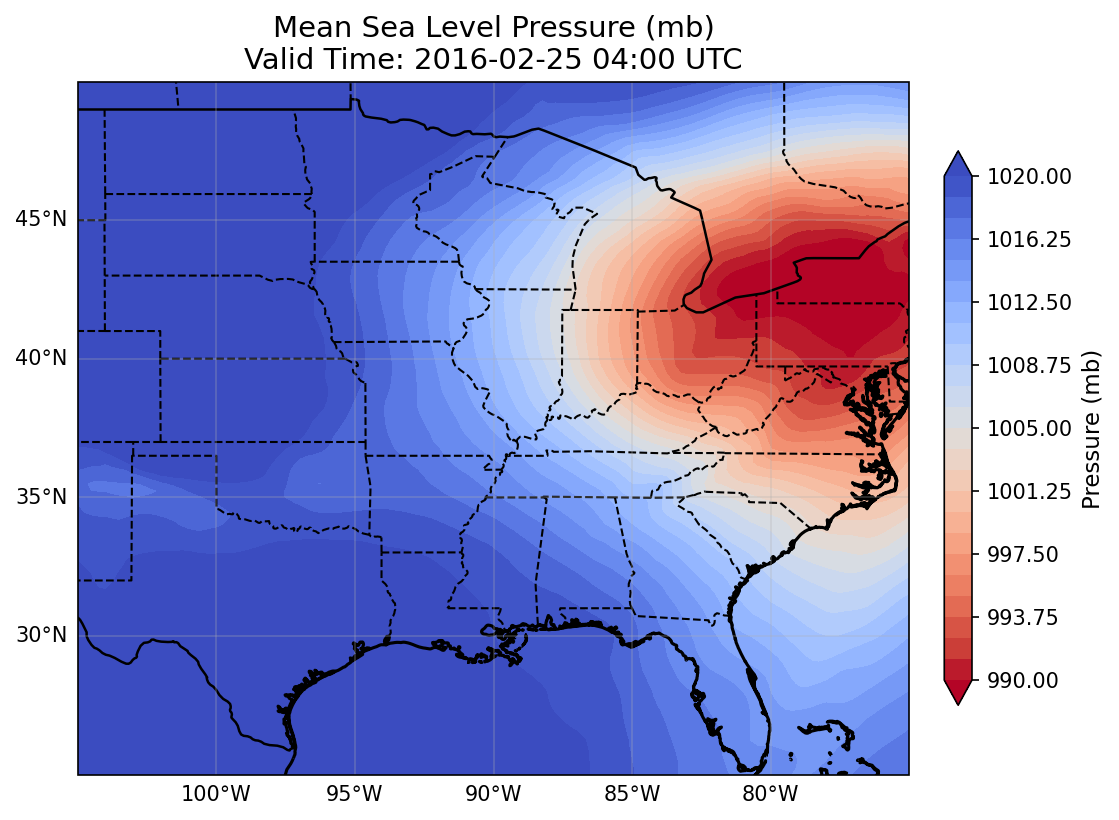 Mean Sea Level Pressure (mb)
Valid Time: 2016-02-25 04:00 UTC
45°N
40°N
35°N
30°N
100°W
95°W
90°W
85°W
80°W
1020.00
1016.25
1012.50
1008.75
1005.00
1001.25
997.50
993.75
990.00
Pressure (mb)